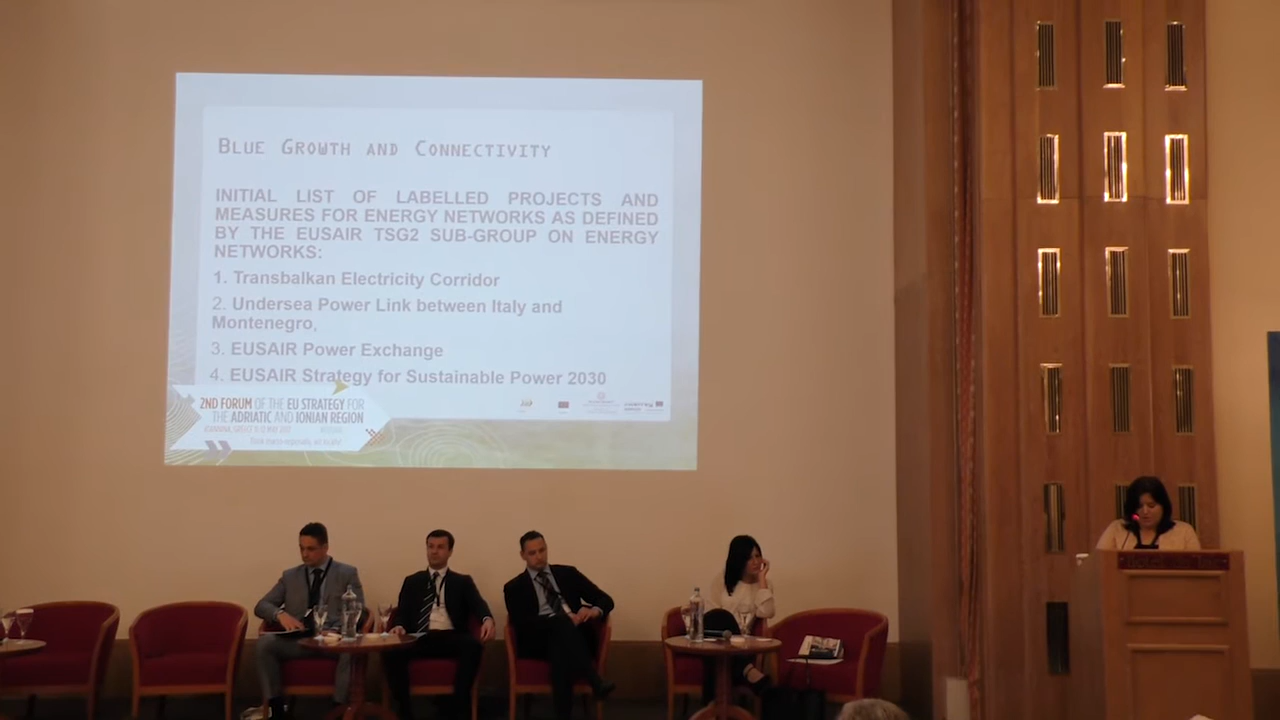 BLUE GROWTH AND CONNECTIVITY
INITIAL LIST OF LABELLED PROJECTS AND
MEASURES FOR ENERGY NETWORKS AS DEFINED
BY THE EUSAIR TSG2 SUB-GROUP ON ENERGY
NETWORKS:
1. Transbalkan Electricity Corridor
2. Undersea Power Link between Italy and
Montenegro,
3. EUSAIR Power Exchange
4. EUSAIR Strategy for Sustainable Power 2030
2ND FORUM OF THE EU STRATEGY FOR
THE ADRIATIC AND IONIAN REGION